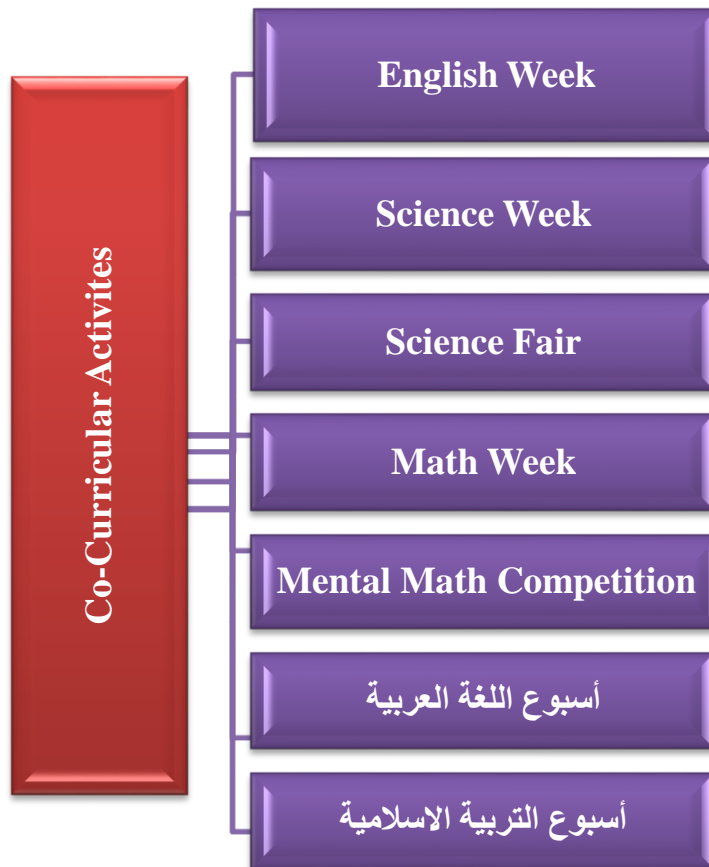 Co-Curricular Activites
English Week
Science Week
Science Fair
Math Week
Mental Math Competition
أسبوع اللغة العربية
أسبوع التربية الاسلامية